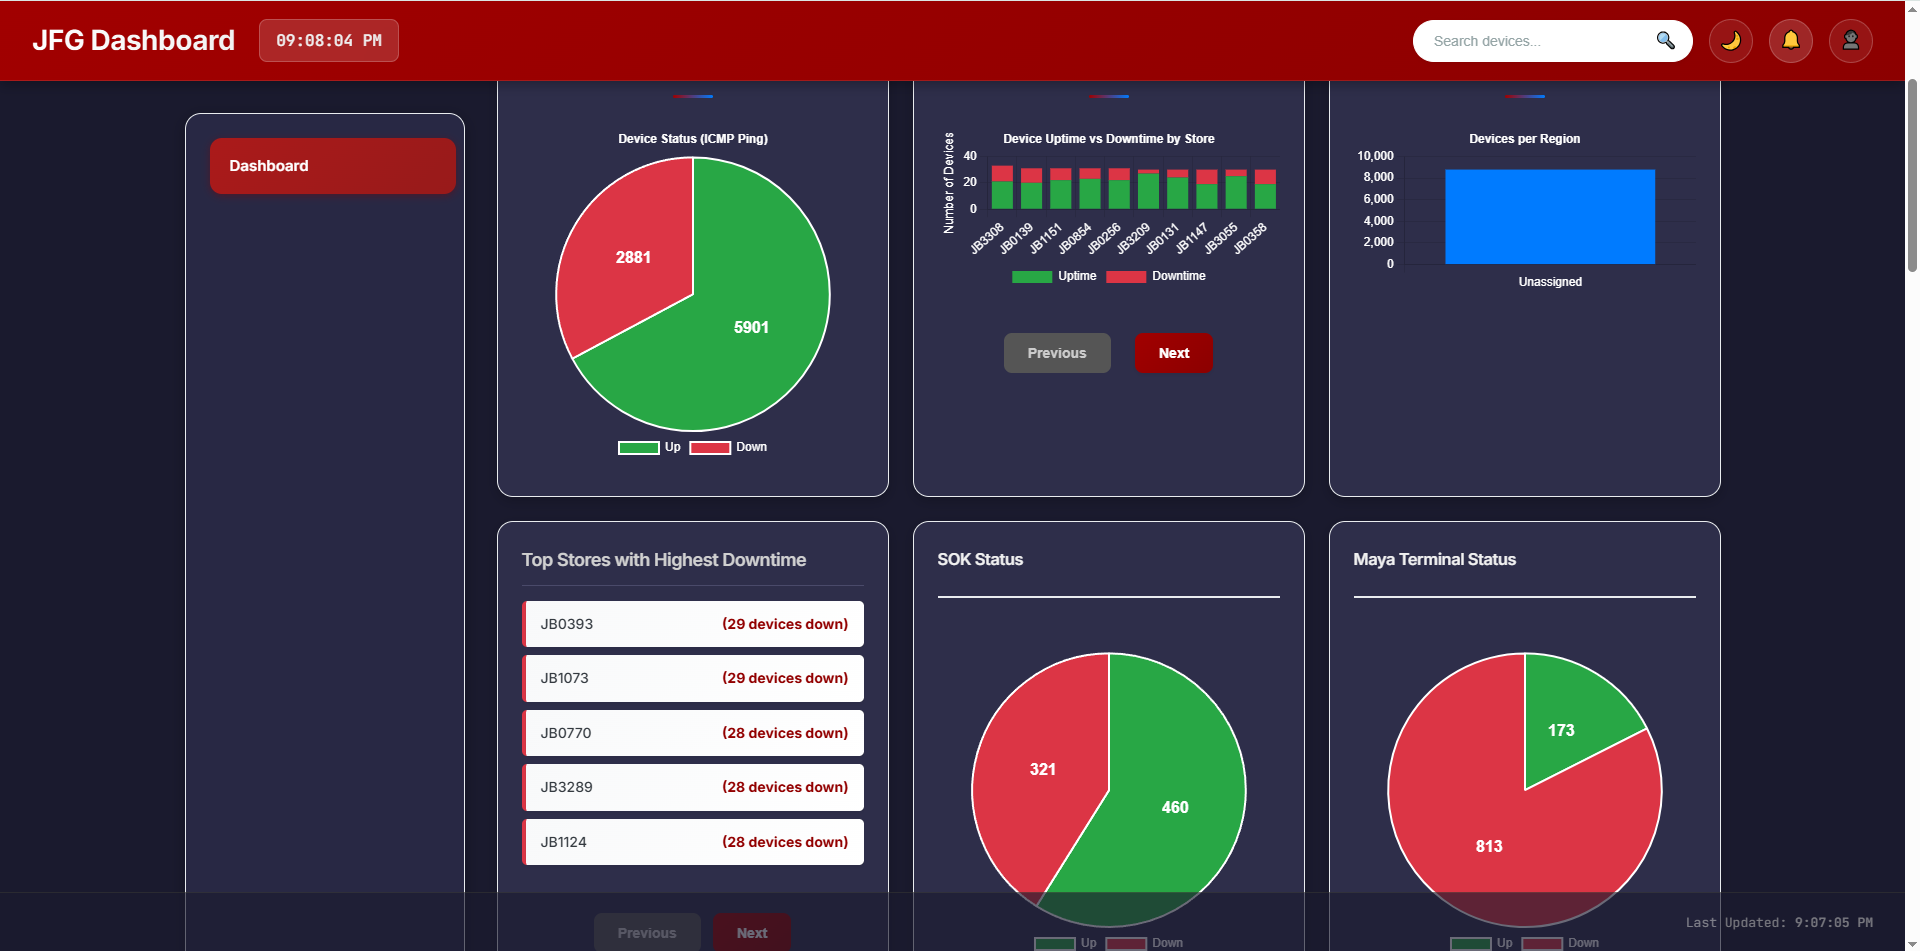 JFG Dashboard
09:08:04 PM
Search devices...
Dashboard
Device Status (ICMP Ping)
2881
5901
Up
Down
Device Uptime vs Downtime by Store
Number of Devices
40
20
0
JB3308
JB0139
JB1151
JB0854
JB0256
JB3209
JB0131
JB1147
JB3055
JB0358
Uptime
Downtime
Previous
Next
Devices per Region
10,000
8,000
6,000
4,000
2,000
0
Unassigned
Top Stores with Highest Downtime
JB0393 (29 devices down)
JB1073 (29 devices down)
JB0770 (28 devices down)
JB3289 (28 devices down)
JB1124 (28 devices down)
Previous
Next
SOK Status
321
460
Up
Down
Maya Terminal Status
173
813
Up
Down
Last Updated: 9:07:05 PM